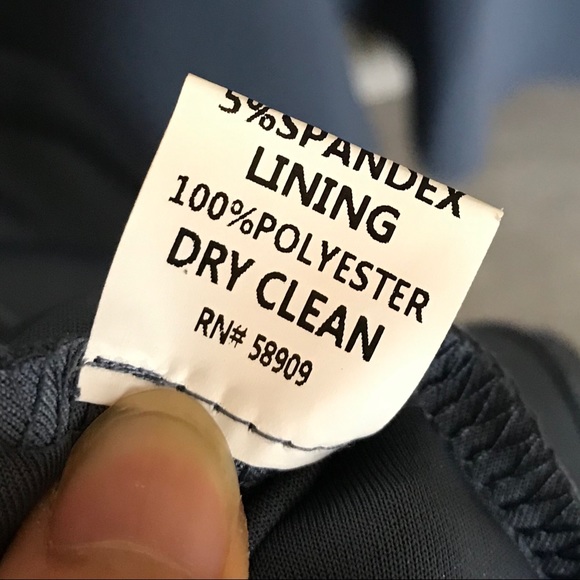 5%SPANDEX
LINING
100%POLYESTER
DRY CLEAN
RN# 58909